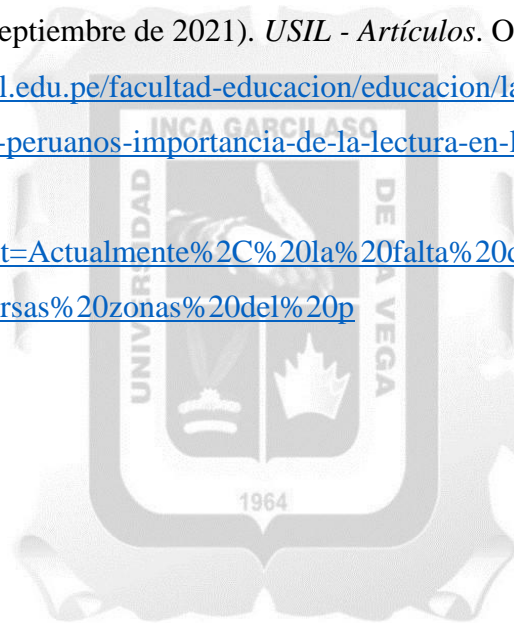 eptiembre de 2021). USIL - Artículos. O
l.edu.pe/facultad-educacion/educacion/la
-peruanos-importancia-de-la-lectura-en-l
t=Actualmente%2C%20la%20falta%20d
rsas%20zonas%20del%20p
INCA GARCILASO
UNIVERSIDAD
DE LA VEGA
1964